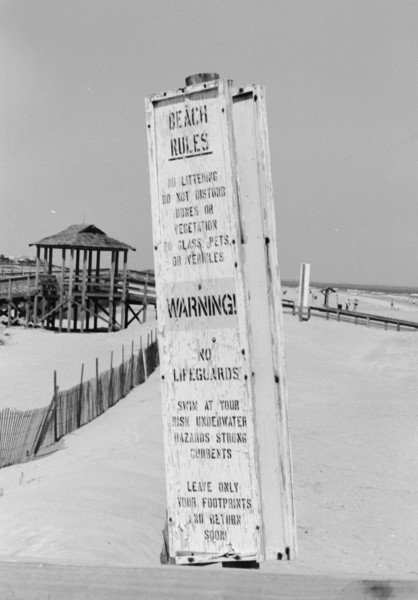 BEACH
RULES
NO LITTERING
DO NOT DISTURB
DUNES OR
VEGETATION
NO GLASS, PETS,
OR VEHICLES
WARNING!
NO
LIFEGUARDS
SWIM AT YOUR
RISK UNDERWATER
HAZARDS STRONG
CURRENTS
LEAVE ONLY
YOUR FOOTPRINTS
AND RETURN
SOON!